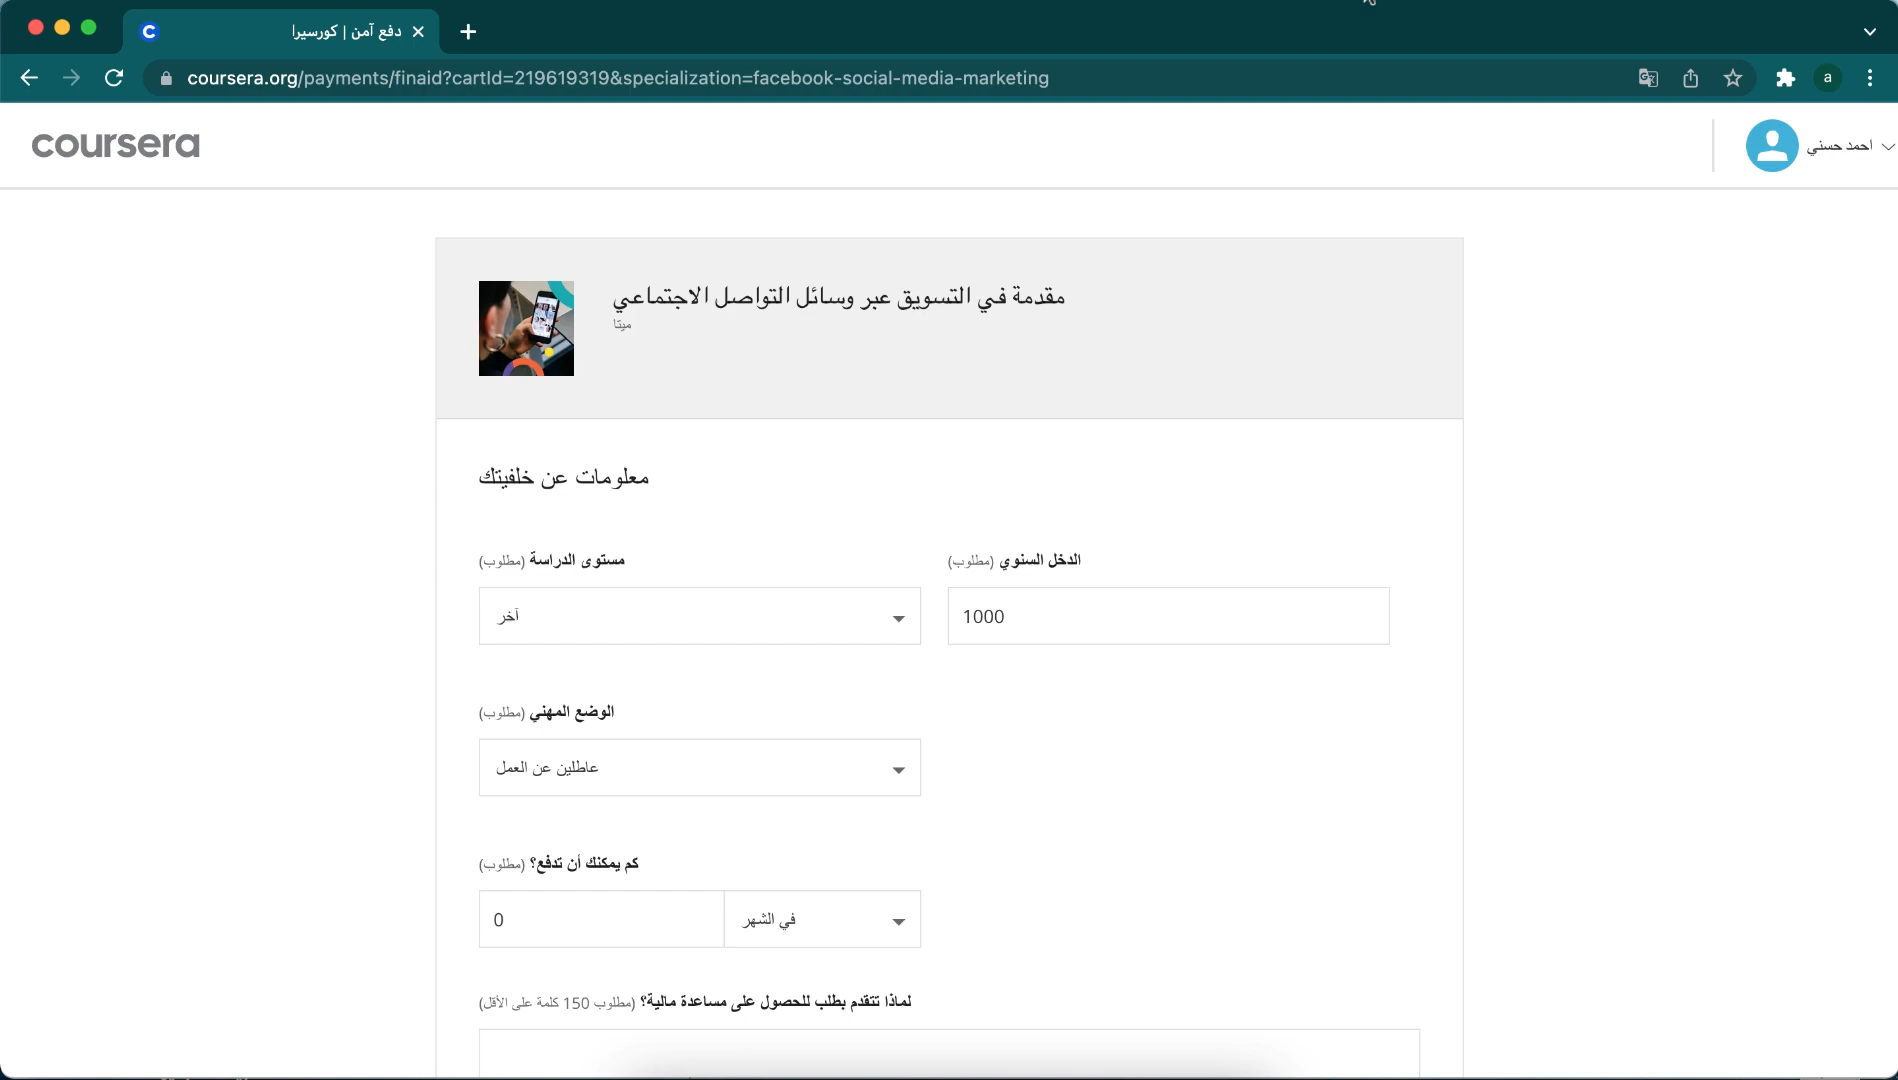 دفع آمن | كورسيرا
coursera.org/payments/finaid?cartId=219619319&specialization=facebook-social-media-marketing
a
coursera
احمد حسني
مقدمة في التسويق عبر وسائل التواصل الاجتماعي
ميتا
معلومات عن خلفيتك
مستوى الدراسة (مطلوب)
الدخل السنوي (مطلوب)
آخر
1000
الوضع المهني (مطلوب)
عاطلين عن العمل
كم يمكنك أن تدفع؟ (مطلوب)
0
في الشهر
لماذا تتقدم بطلب للحصول على مساعدة مالية؟ (مطلوب 150 كلمة على الأقل)